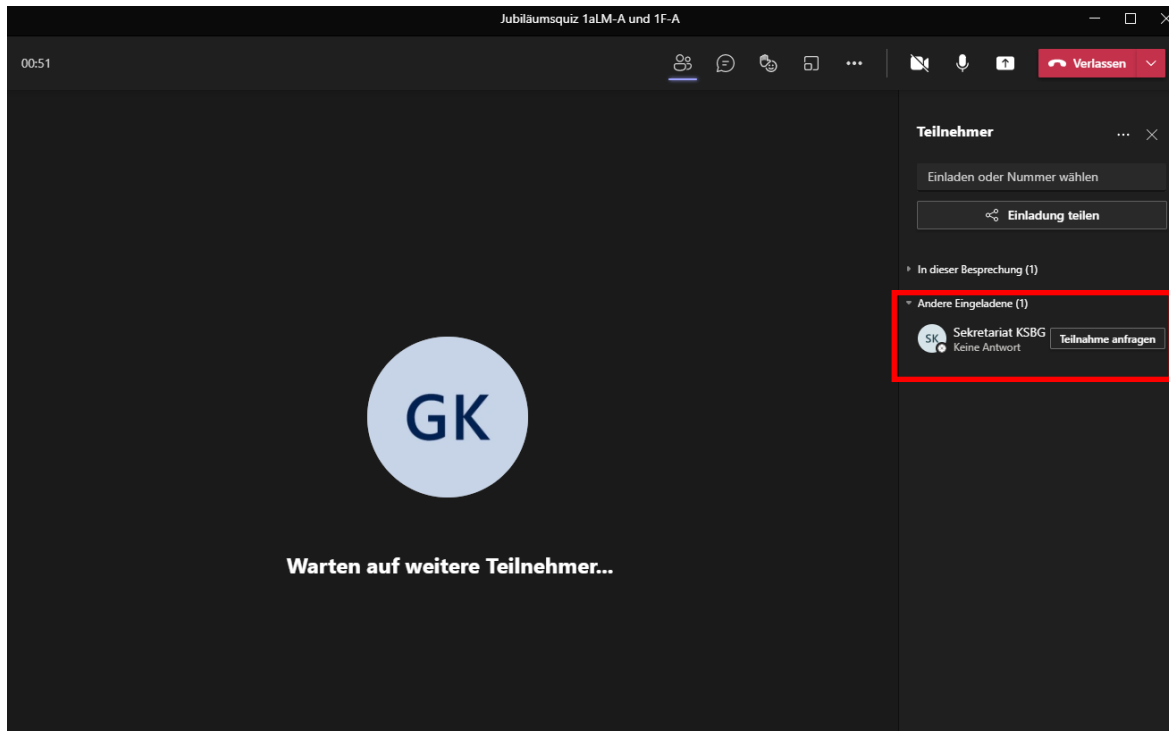 Jubiläumsquiz 1aLM-A und 1F-A
00:51
Verlassen
Teilnehmer
Einladen oder Nummer wählen
Einladung teilen
In dieser Besprechung (1)
Andere Eingeladene (1)
SK Sekretariat KSBG Teilnahme anfragen
Keine Antwort
GK
Warten auf weitere Teilnehmer...